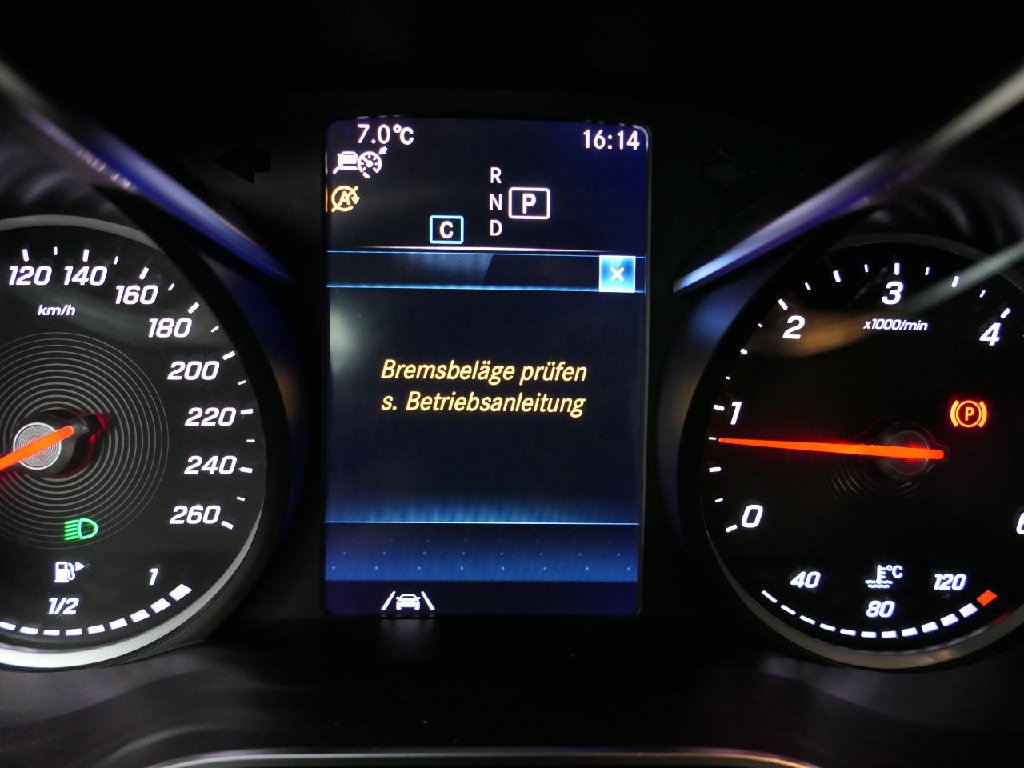 7.0°C 16:14
R
N P
C D
Bremsbeläge prüfen
s. Betriebsanleitung
120 140 160 180 200 220 240 260
km/h
1/2 1
0 1 2 3 4
x1000/min
P
40 80 120
°C